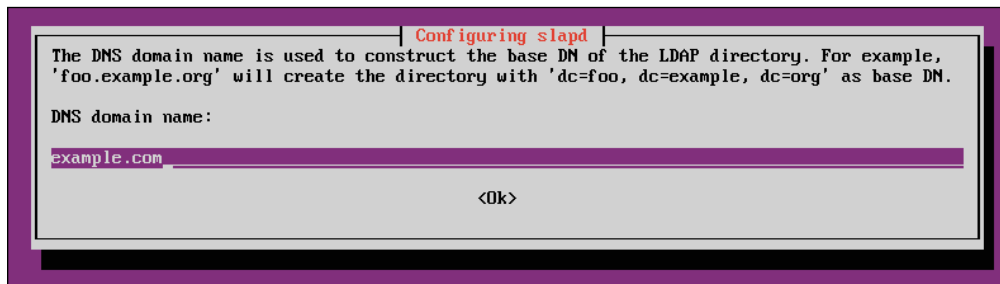 Configuring slapd
The DNS domain name is used to construct the base DN of the LDAP directory. For example,
'foo.example.org' will create the directory with 'dc=foo, dc=example, dc=org' as base DN.
DNS domain name:
example.com
<Ok>